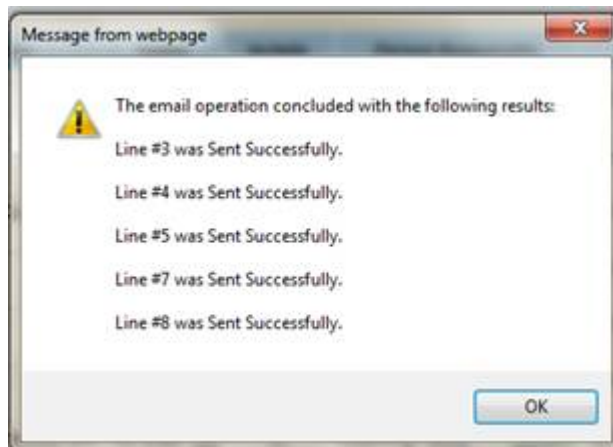 Message from webpage
The email operation concluded with the following results:
Line #3 was Sent Successfully.
Line #4 was Sent Successfully.
Line #5 was Sent Successfully.
Line #7 was Sent Successfully.
Line #8 was Sent Successfully.
OK